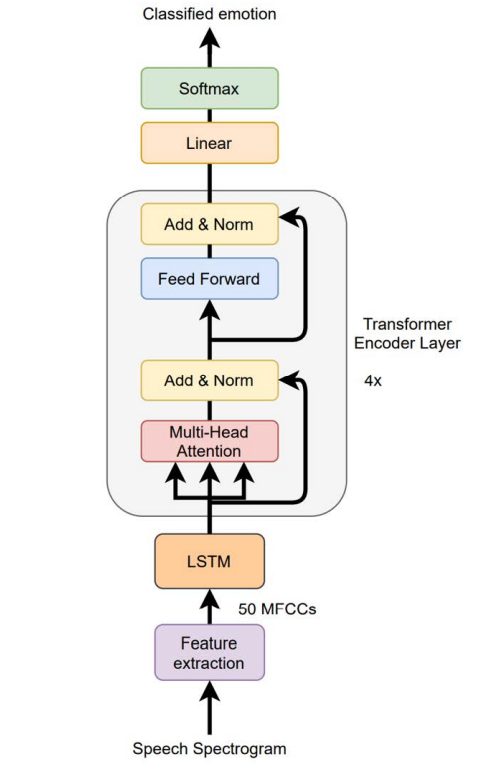 Classified emotion
Softmax
Linear
Add & Norm
Feed Forward
Transformer
Encoder Layer
Add & Norm
4x
Multi-Head
Attention
LSTM
50 MFCCs
Feature
extraction
Speech Spectrogram